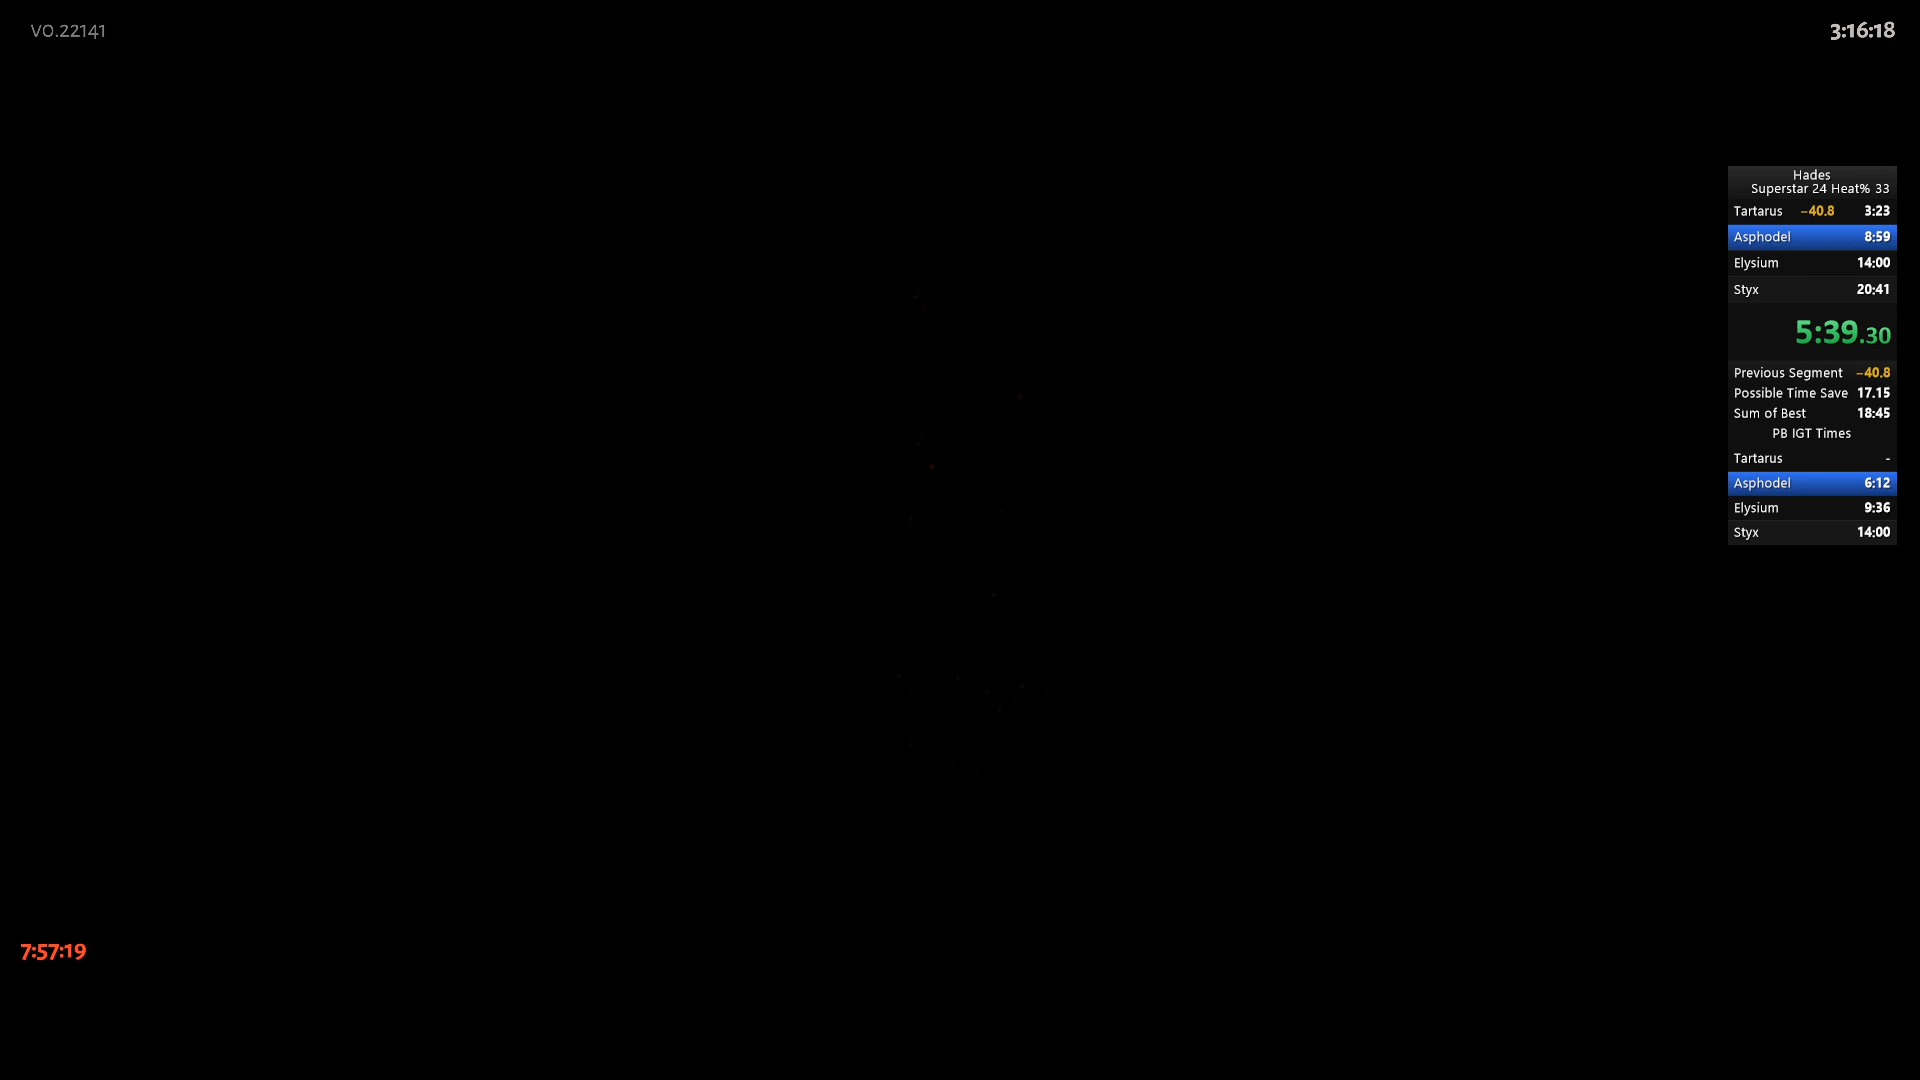 VO.22141
3:16:18
Hades
Superstar 24 Heat% 33
Tartarus −40.8 3:23
Asphodel 8:59
Elysium 14:00
Styx 20:41
5:39.30
Previous Segment −40.8
Possible Time Save 17.15
Sum of Best 18:45
PB IGT Times
Tartarus -
Asphodel 6:12
Elysium 9:36
Styx 14:00
7:57:19